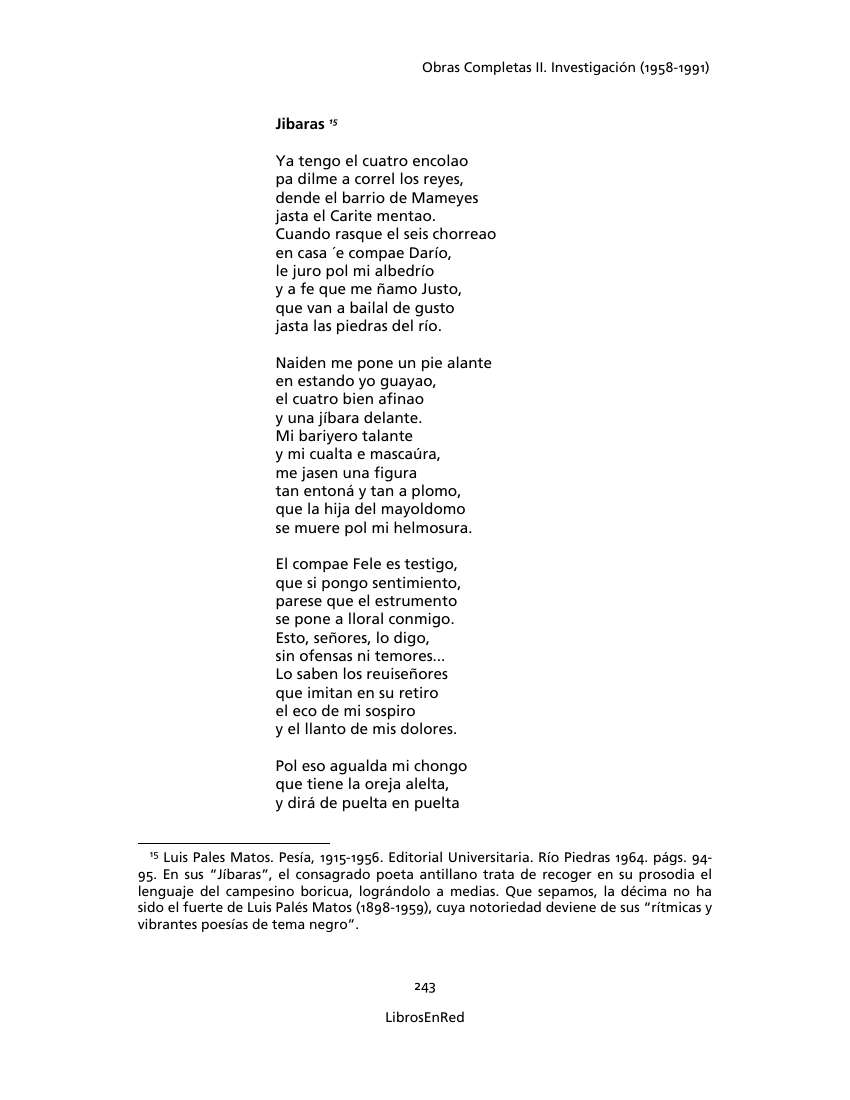 Obras Completas II. Investigación (1958-1991)
Jibaras 15
Ya tengo el cuatro encolao
pa dilme a correl los reyes,
dende el barrio de Mameyes
jasta el Carite mentao.
Cuando rasque el seis chorreao
en casa ´e compae Darío,
le juro pol mi albedrío
y a fe que me ñamo Justo,
que van a bailal de gusto
jasta las piedras del río.
Naiden me pone un pie alante
en estando yo guayao,
el cuatro bien afinao
y una jíbara delante.
Mi bariyero talante
y mi cualta e mascaúra,
me jasen una figura
tan entoná y tan a plomo,
que la hija del mayoldomo
se muere pol mi helmosura.
El compae Fele es testigo,
que si pongo sentimiento,
parese que el estrumento
se pone a lloral conmigo.
Esto, señores, lo digo,
sin ofensas ni temores...
Lo saben los reuiseñores
que imitan en su retiro
el eco de mi sospiro
y el llanto de mis dolores.
Pol eso agualda mi chongo
que tiene la oreja alelta,
y dirá de puelta en puelta
15 Luis Pales Matos. Pesía, 1915-1956. Editorial Universitaria. Río Piedras 1964. págs. 94-
95. En sus “Jíbaras”, el consagrado poeta antillano trata de recoger en su prosodia el
lenguaje del campesino boricua, lográndolo a medias. Que sepamos, la décima no ha
sido el fuerte de Luis Palés Matos (1898-1959), cuya notoriedad deviene de sus “rítmicas y
vibrantes poesías de tema negro”.
243
LibrosEnRed